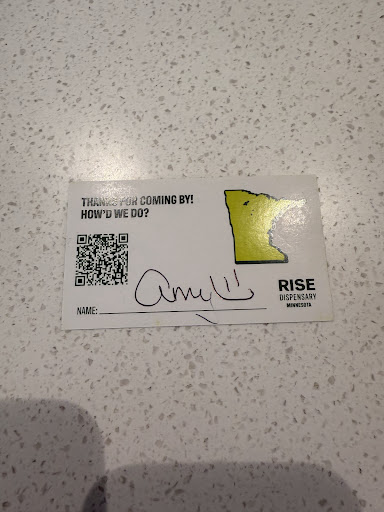 THANKS FOR COMING BY!
HOW'D WE DO?
Amy
NAME:
RISE
DISPENSARY
MINNESOTA